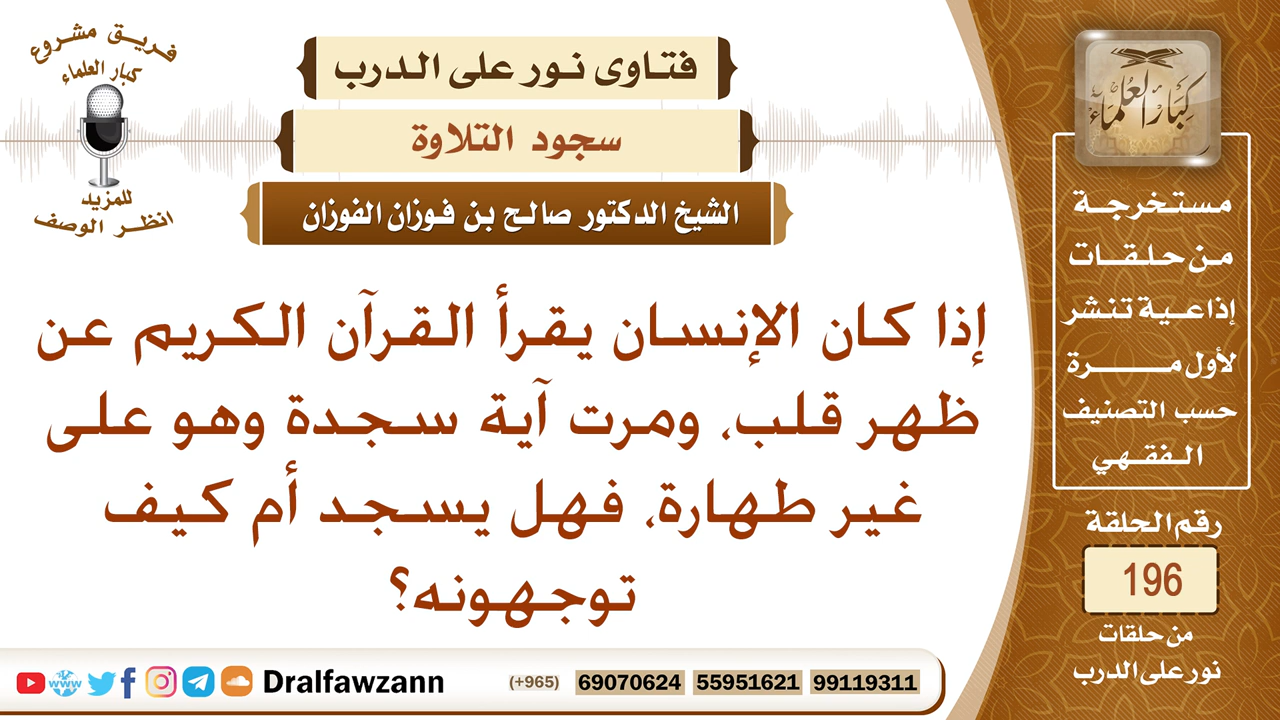 فريق مشروع
كبار العلماء
للمزيد
انظر الوصف
فتاوى نور على الدرب
سجود التلاوة
الشيخ الدكتور صالح بن فوزان الفوزان
إذا كان الإنسان يقرأ القرآن الكريم عن
ظهر قلب، ومرت آية سجدة وهو على
غير طهارة، فهل يسجد أم كيف
توجهونه؟
كبار العلماء
مستخرجة
من حلقات
إذاعية تنشر
لأول مرة
حسب التصنيف
الفقهي
رقم الحلقة
196
من حلقات
نور على الدرب
www
Dralfawzann
(+965) 69070624 55951621 99119311